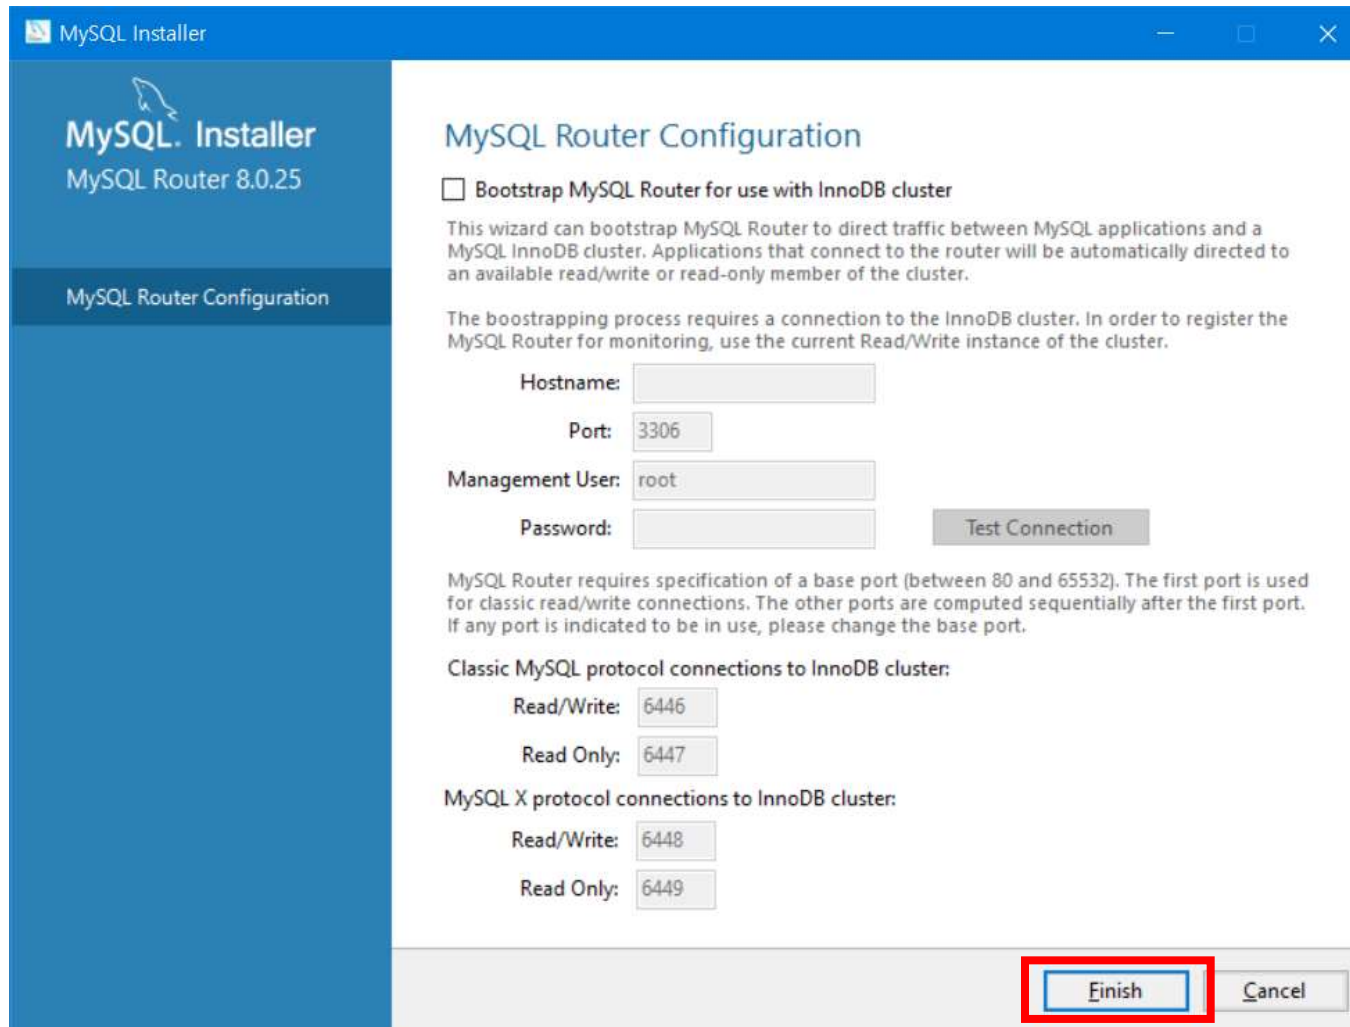 MySQL Installer
MySQL. Installer
MySQL Router 8.0.25
MySQL Router Configuration
MySQL Router Configuration
Bootstrap MySQL Router for use with InnoDB cluster
This wizard can bootstrap MySQL Router to direct traffic between MySQL applications and a
MySQL InnoDB cluster. Applications that connect to the router will be automatically directed to
an available read/write or read-only member of the cluster.
The boostrapping process requires a connection to the InnoDB cluster. In order to register the
MySQL Router for monitoring, use the current Read/Write instance of the cluster.
Hostname:
Port: 3306
Management User: root
Password: Test Connection
MySQL Router requires specification of a base port (between 80 and 65532). The first port is used
for classic read/write connections. The other ports are computed sequentially after the first port.
If any port is indicated to be in use, please change the base port.
Classic MySQL protocol connections to InnoDB cluster:
Read/Write: 6446
Read Only: 6447
MySQL X protocol connections to InnoDB cluster:
Read/Write: 6448
Read Only: 6449
Finish Cancel